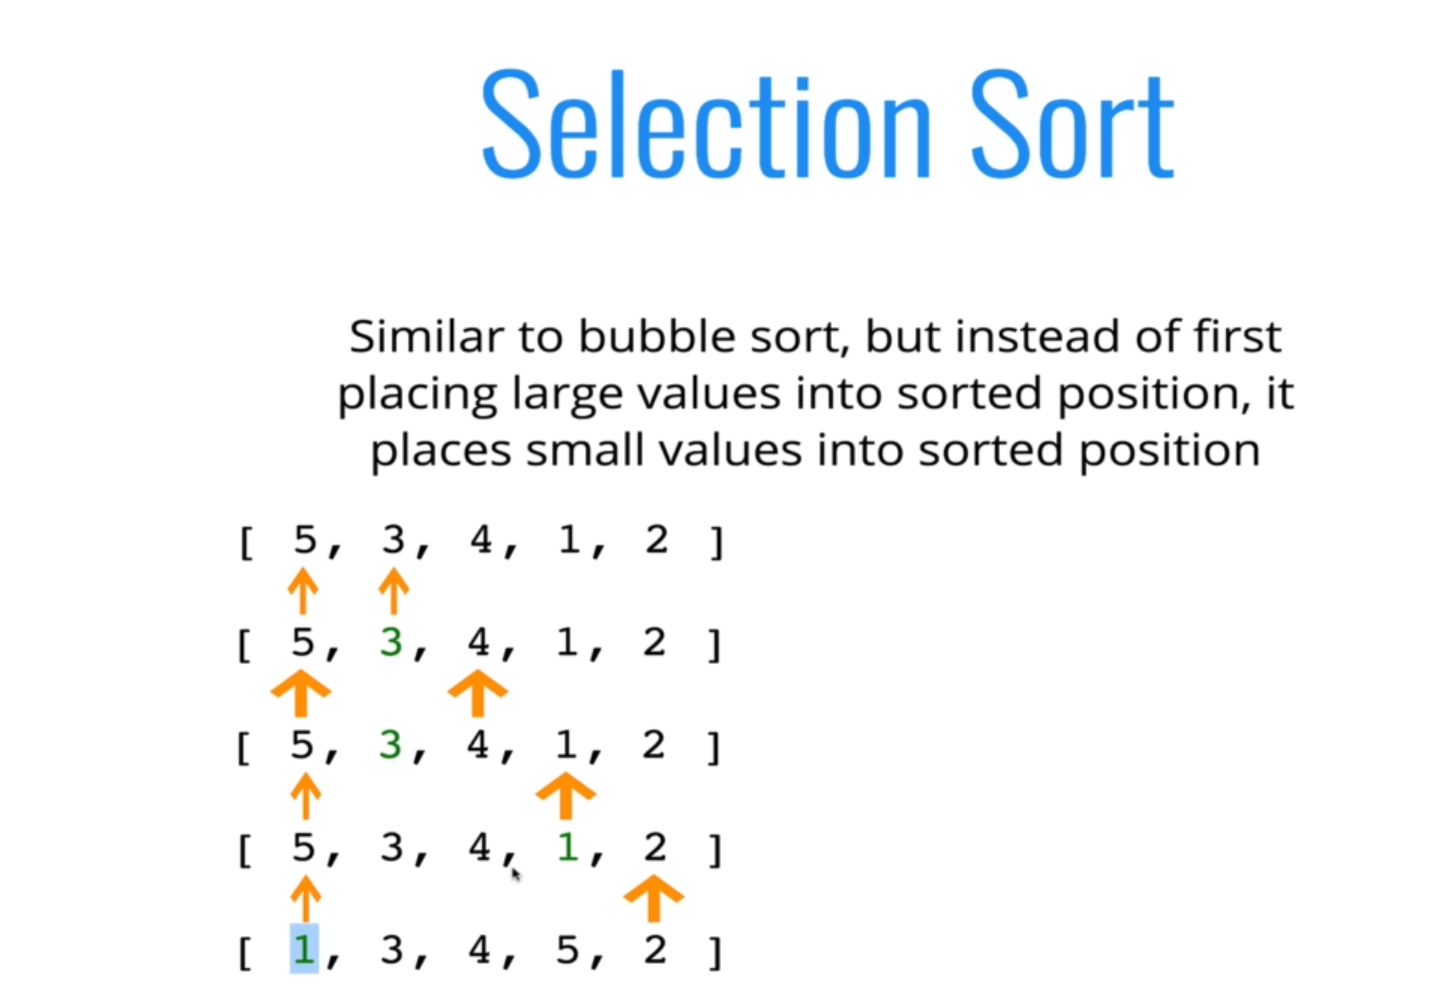 Selection Sort
Similar to bubble sort, but instead of first
placing large values into sorted position, it
places small values into sorted position
[ 5, 3, 4, 1, 2 ]
[ 5, 3, 4, 1, 2 ]
[ 5, 3, 4, 1, 2 ]
[ 5, 3, 4, 1, 2 ]
[ 1, 3, 4, 5, 2 ]